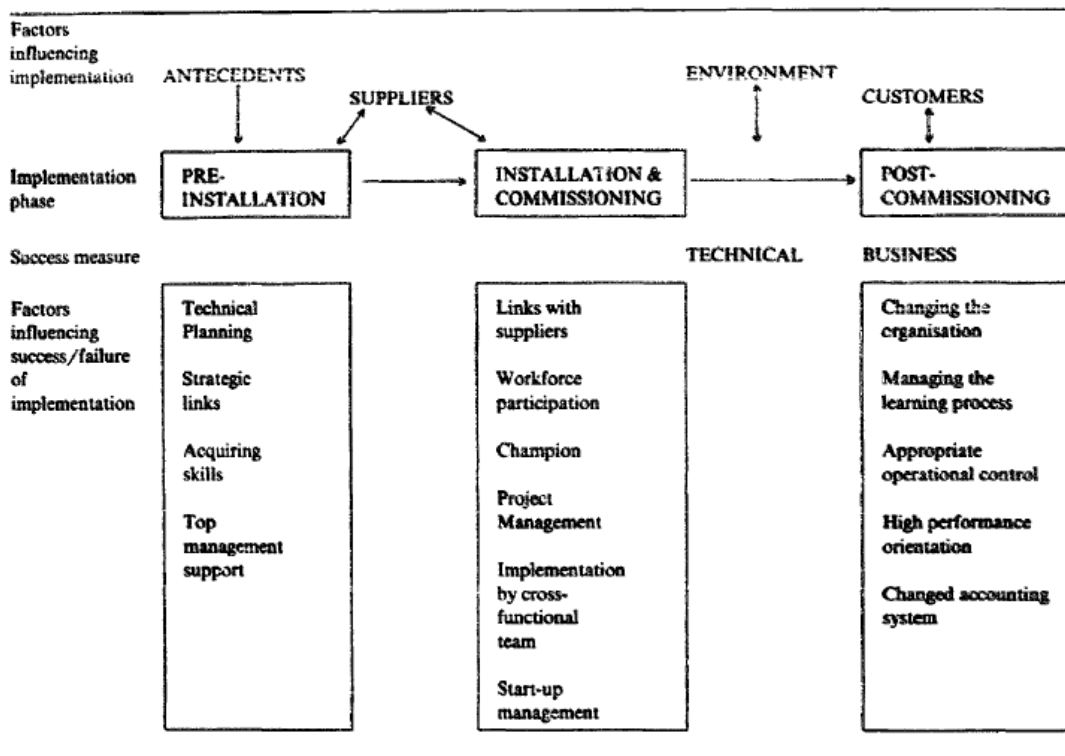 Factors
influencing
implementation
ANTECEDENTS
ENVIRONMENT
SUPPLIERS
CUSTOMERS
Implementation
phase
PRE-
INSTALLATION
INSTALLATION &
COMMISSIONING
POST-
COMMISSIONING
Success measure
TECHNICAL
BUSINESS
Factors
influencing
success/failure
of
implementation
Technical
Planning
Strategic
links
Acquiring
skills
Top
management
support
Links with
suppliers
Workforce
participation
Champion
Project
Management
Implementation
by cross-
functional
team
Start-up
management
Changing the
organisation
Managing the
learning process
Appropriate
operational control
High performance
orientation
Changed accounting
system